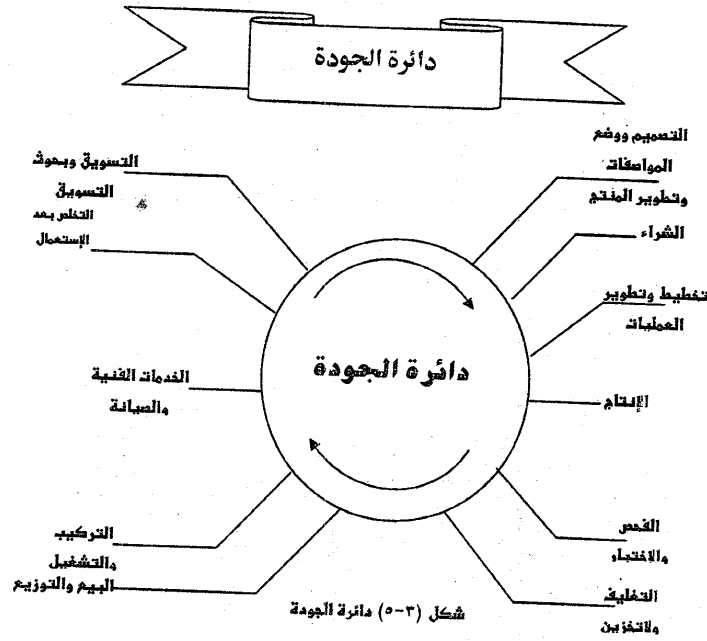 دائرة الجودة
التصميم ووضع
المواصفات
وتطوير المنتج
الشراء
تخطيط وتطوير
العمليات
الإنتاج
الفحص
والاختبار
التغليف
ولاتخزين
البيع والتوزيع
التركيب
والتشغيل
الخدمات الفنية
والصيانة
التخلص بعد
الإستعمال
التسويق وبحوث
التسويق
دائرة الجودة
شكل (٣-٥) دائرة الجودة